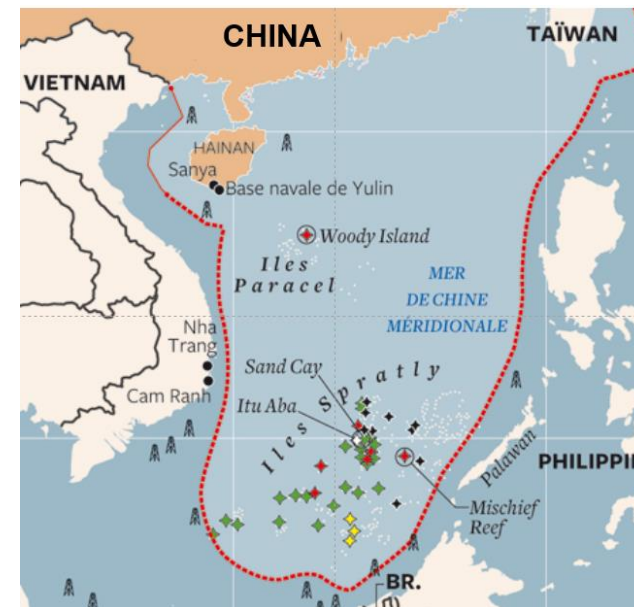 CHINA
TAÏWAN
VIETNAM
HAINAN
Sanya
Base navale de Yulin
Woody Island
Iles
Paracel
MER
DE CHINE
MÉRIDIONALE
Nha
Trang
Cam Ranh
Sand Cay
Itu Aba
Iles Spratly
Palawan
PHILIPPI
Mischief
Reef
BR.